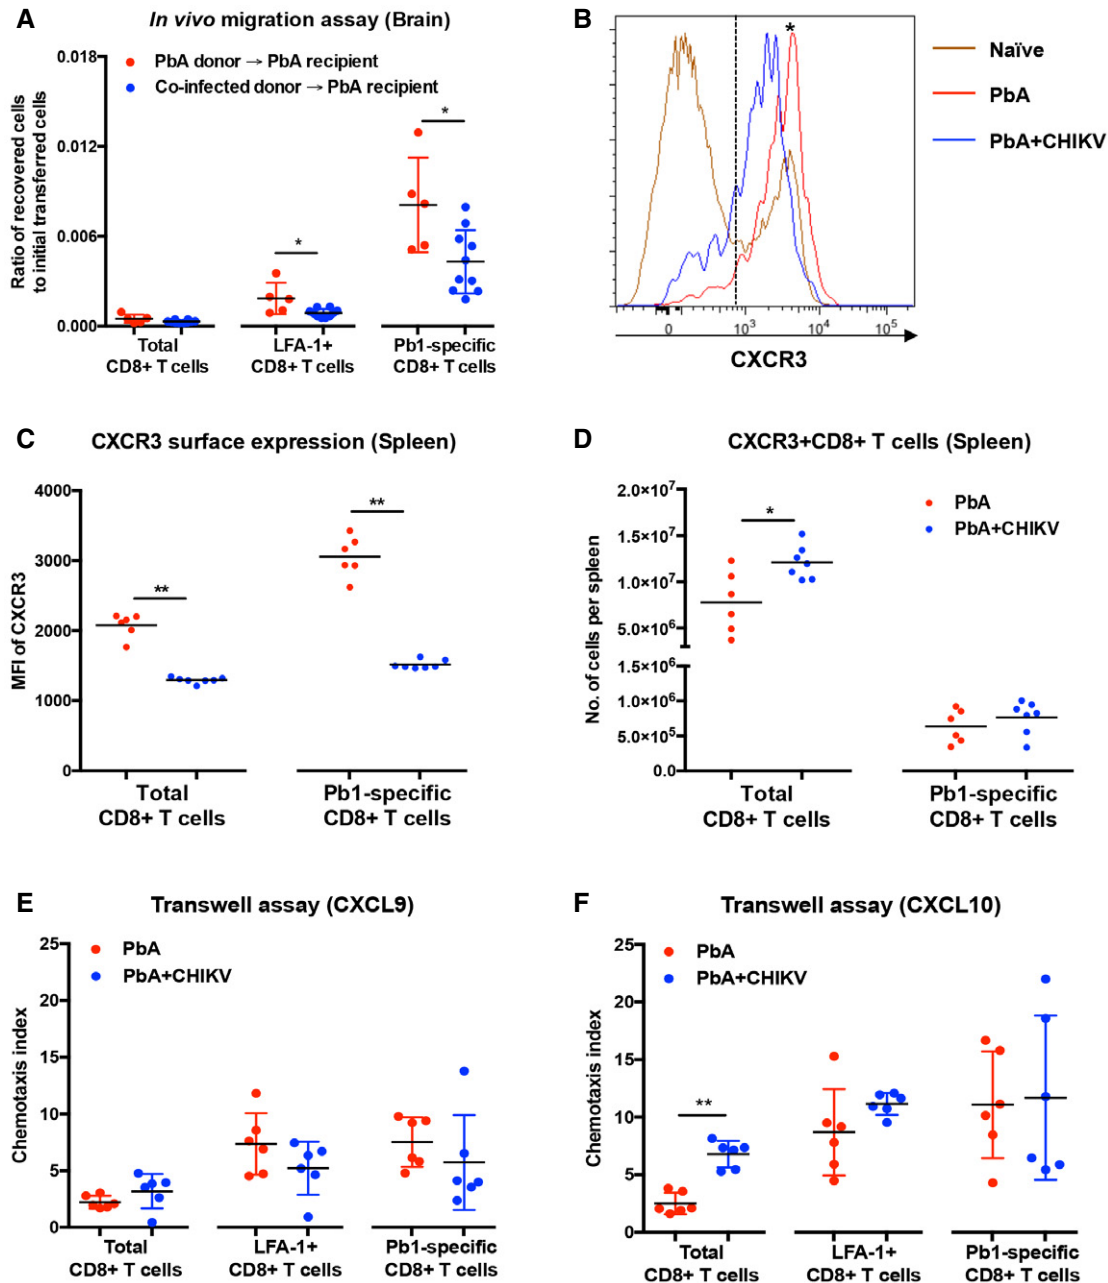 A
In vivo migration assay (Brain)
Ratio of recovered cells
to initial transferred cells
0.018
0.012
0.006
0.000
PbA donor → PbA recipient
Co-infected donor → PbA recipient
*
*
Total
CD8+ T cells
LFA-1+
CD8+ T cells
Pb1-specific
CD8+ T cells
B
*
Naïve
PbA
PbA+CHIKV
0
10³
10⁴
10⁵
CXCR3
C
CXCR3 surface expression (Spleen)
MFI of CXCR3
4000
3000
2000
1000
0
**
**
Total
CD8+ T cells
Pb1-specific
CD8+ T cells
D
CXCR3+CD8+ T cells (Spleen)
No. of cells per spleen
2.0×10⁷
1.5×10⁷
1.0×10⁷
5.0×10⁶
1.5×10⁶
1.0×10⁶
5.0×10⁵
0.0
*
PbA
PbA+CHIKV
Total
CD8+ T cells
Pb1-specific
CD8+ T cells
E
Transwell assay (CXCL9)
Chemotaxis index
25
20
15
10
5
0
PbA
PbA+CHIKV
Total
CD8+ T cells
LFA-1+
CD8+ T cells
Pb1-specific
CD8+ T cells
F
Transwell assay (CXCL10)
Chemotaxis index
25
20
15
10
5
0
PbA
PbA+CHIKV
**
Total
CD8+ T cells
LFA-1+
CD8+ T cells
Pb1-specific
CD8+ T cells